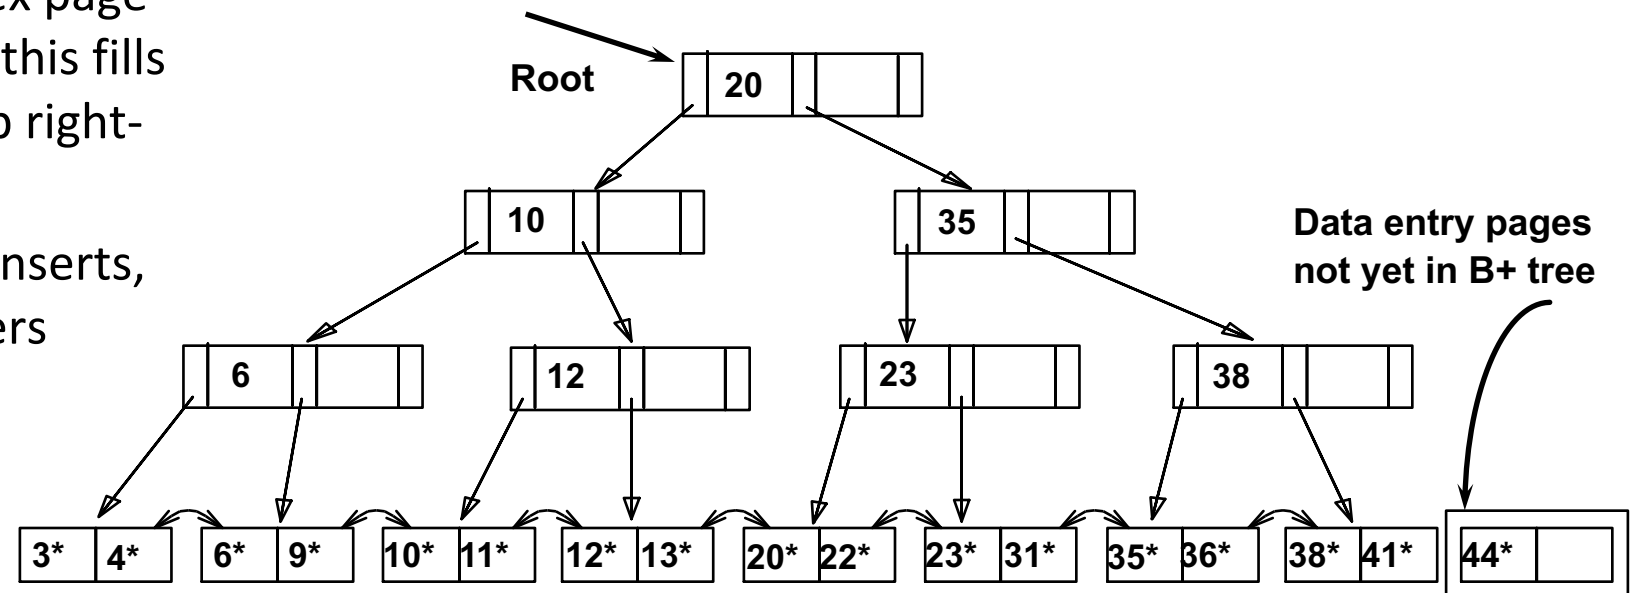 ex page
this fills
right-
nserts,
ers
Root
20
10
35
Data entry pages
not yet in B+ tree
6
12
23
38
3* 4* 6* 9* 10* 11* 12* 13* 20* 22* 23* 31* 35* 36* 38* 41* 44*